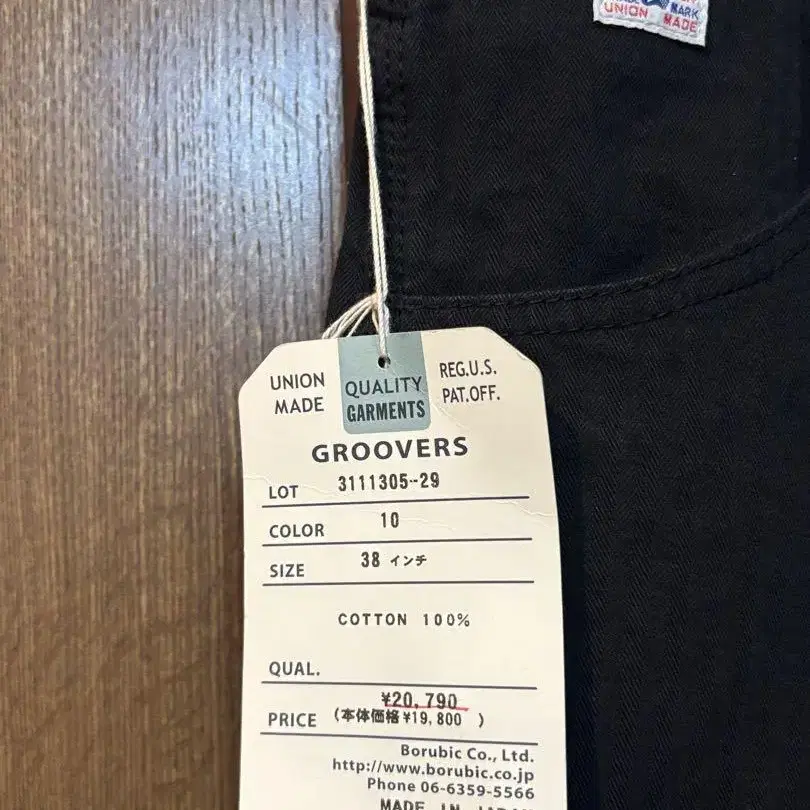 UNION
MARK
MADE
UNION MADE
QUALITY GARMENTS
REG.U.S. PAT.OFF.
GROOVERS
LOT 3111305-29
COLOR 10
SIZE 38 インチ
COTTON 100%
QUAL.
¥20,790
PRICE (本体価格¥19,800 )
Borubic Co., Ltd.
http://www.borubic.co.jp
Phone 06-6359-5566
MADE IN JAPAN